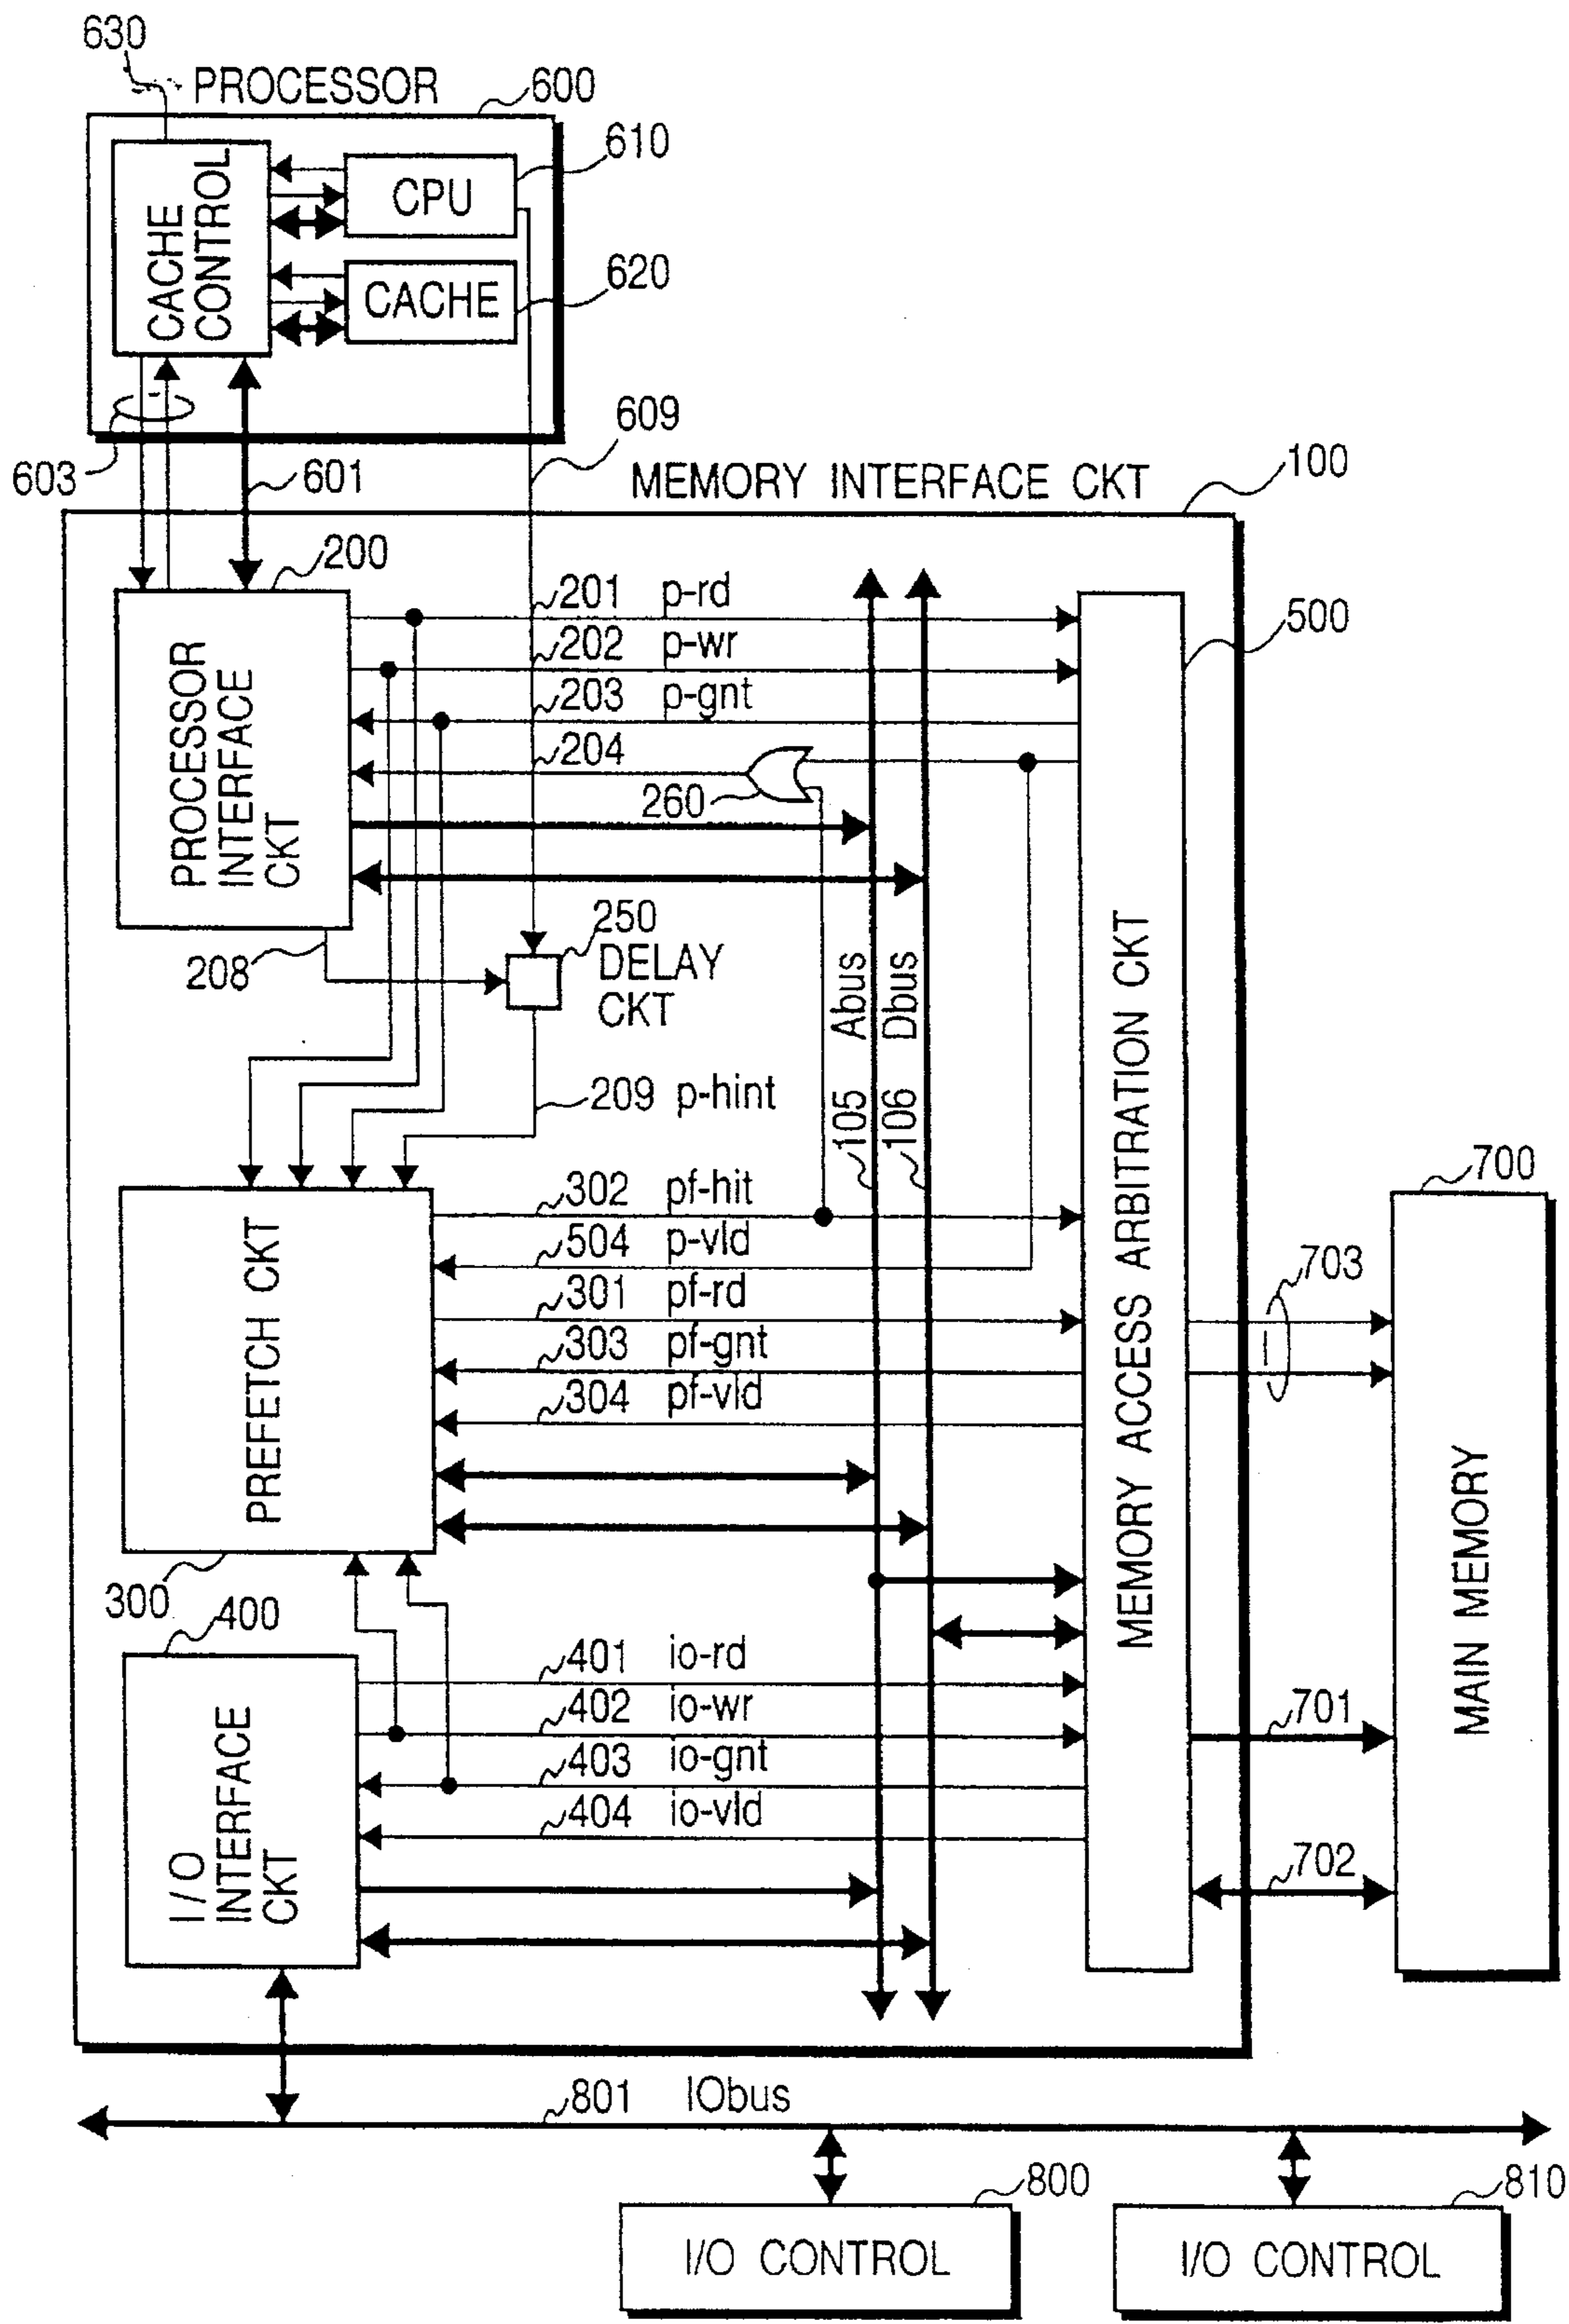 630
PROCESSOR
600
610
CPU
CACHE CONTROL
620
CACHE
609
603
601
MEMORY INTERFACE CKT
100
200
201 p-rd
500
202 p-wr
203 p-gnt
204
260
PROCESSOR INTERFACE CKT
208
250
DELAY CKT
105 Abus
106 Dbus
MEMORY ACCESS ARBITRATION CKT
209 p-hint
700
302 pf-hit
504 p-vld
703
301 pf-rd
303 pf-gnt
304 pf-vld
PREFETCH CKT
MAIN MEMORY
300
400
401 io-rd
402 io-wr
701
403 io-gnt
404 io-vld
I/O INTERFACE CKT
702
801 IObus
800
810
I/O CONTROL
I/O CONTROL